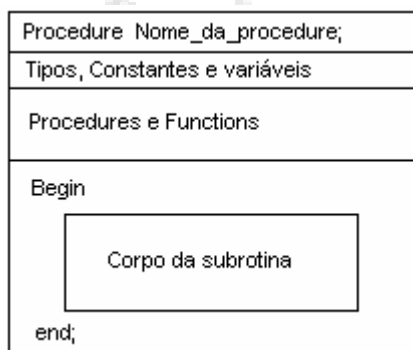 Procedure Nome_da_procedure;
Tipos, Constantes e variáveis
Procedures e Functions
Begin
Corpo da subrotina
end;